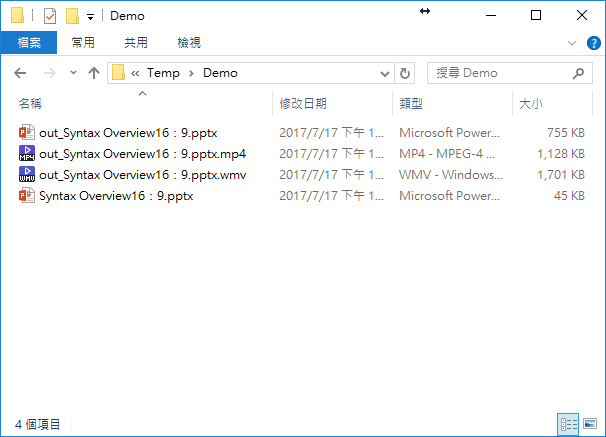 Demo
檔案 常用 共用 檢視 ?
« Temp > Demo 搜尋 Demo
名稱 修改日期 類型 大小
out_Syntax Overview16：9.pptx 2017/7/17 下午 1... Microsoft Power... 755 KB
MP4 out_Syntax Overview16：9.pptx.mp4 2017/7/17 下午 1... MP4 - MPEG-4 ... 1,128 KB
WMV out_Syntax Overview16：9.pptx.wmv 2017/7/17 下午 1... WMV - Windows... 1,701 KB
Syntax Overview16：9.pptx 2017/7/17 下午 1... Microsoft Power... 45 KB
4 個項目